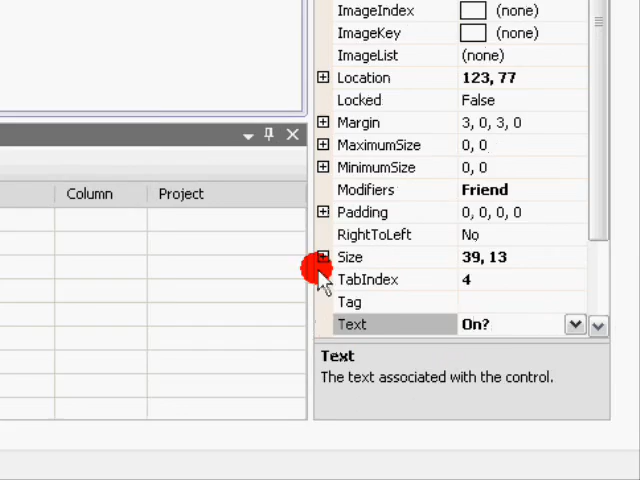 ImageIndex (none)
ImageKey (none)
ImageList (none)
Location 123, 77
Locked False
Margin 3, 0, 3, 0
MaximumSize 0, 0
MinimumSize 0, 0
Column Project
Modifiers Friend
Padding 0, 0, 0, 0
RightToLeft No
Size 39, 13
TabIndex 4
Tag
Text On?
Text
The text associated with the control.